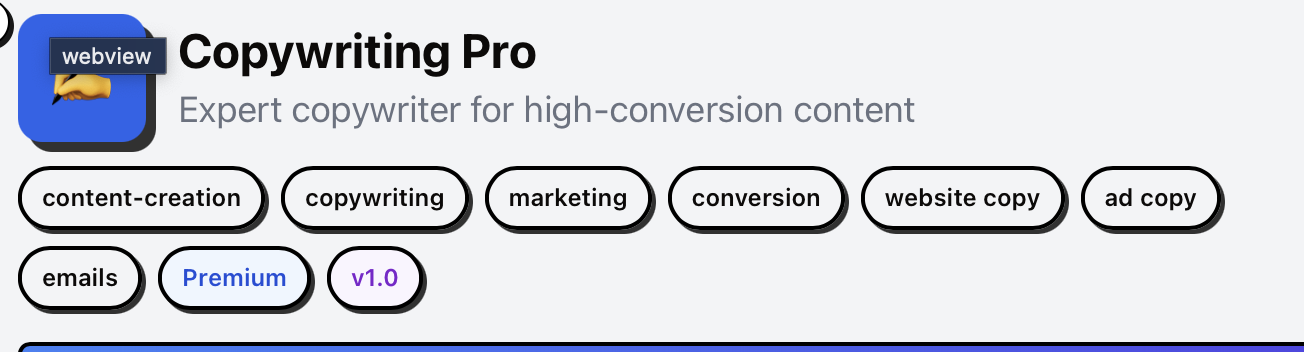 webview
Copywriting Pro
Expert copywriter for high-conversion content
content-creation copywriting marketing conversion website copy ad copy
emails Premium v1.0